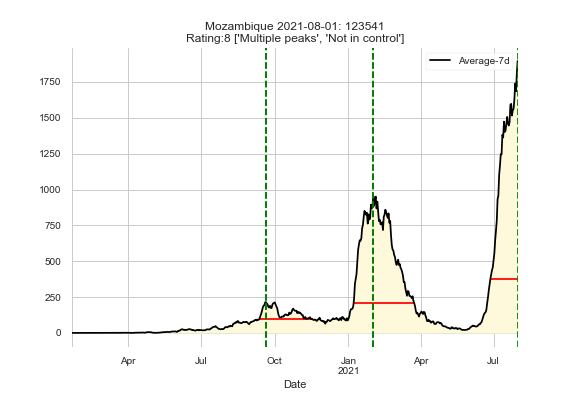 Mozambique 2021-08-01: 123541
Rating:8 ['Multiple peaks', 'Not in control']
Average-7d
1750
1500
1250
1000
750
500
250
0
Apr
Jul
Oct
Jan
2021
Apr
Jul
Date